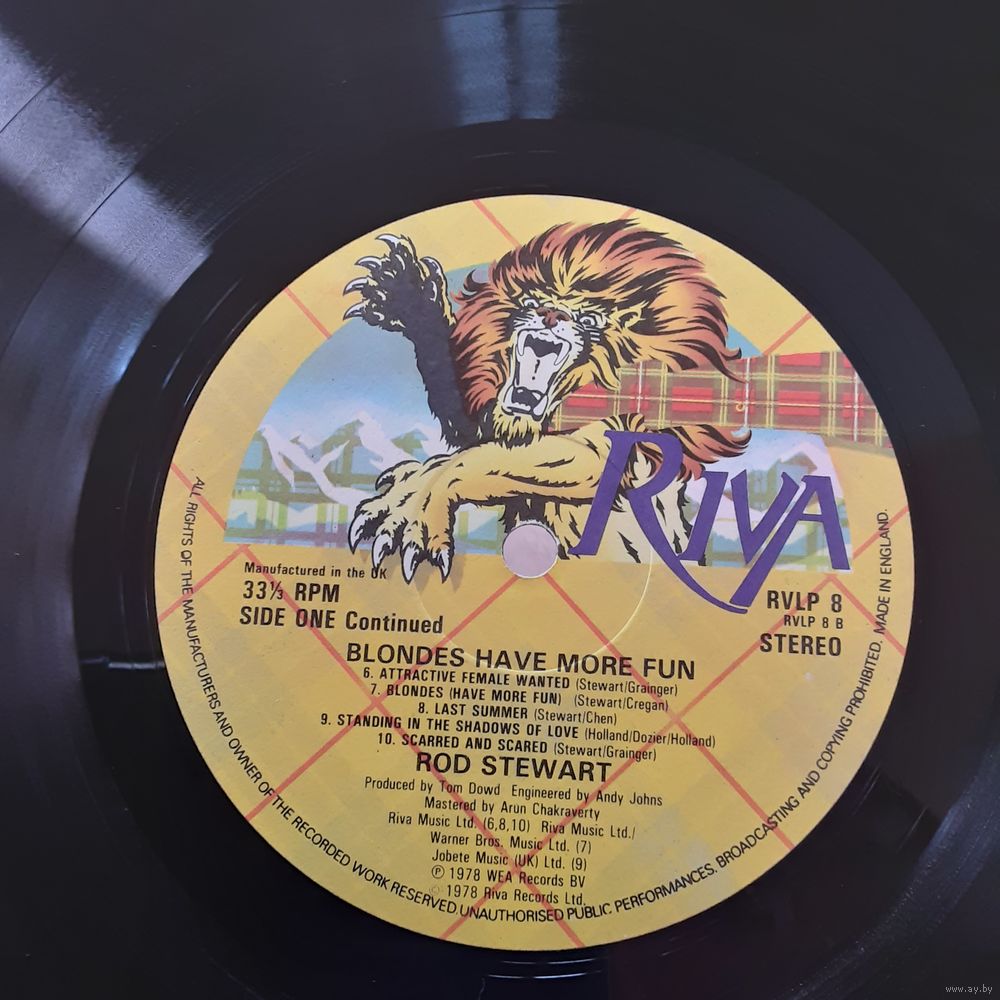 RIVA
Manufactured in the UK
33⅓ RPM
SIDE ONE Continued
RVLP 8
RVLP 8 B
STEREO
BLONDES HAVE MORE FUN
6. ATTRACTIVE FEMALE WANTED (Stewart/Grainger)
7. BLONDES (HAVE MORE FUN) (Stewart/Cregan)
8. LAST SUMMER (Stewart/Chen)
9. STANDING IN THE SHADOWS OF LOVE (Holland/Dozier/Holland)
10. SCARRED AND SCARED (Stewart/Grainger)
ROD STEWART
Produced by Tom Dowd Engineered by Andy Johns
Mastered by Arun Chakraverty
Riva Music Ltd. (6,8,10) Riva Music Ltd./
Warner Bros. Music Ltd. (7)
Jobete Music (UK) Ltd. (9)
℗ 1978 WEA Records BV
© 1978 Riva Records Ltd.
ALL RIGHTS OF THE MANUFACTURERS AND OWNER OF THE RECORDED WORK RESERVED. UNAUTHORISED PUBLIC PERFORMANCES. BROADCASTING AND COPYING PROHIBITED. MADE IN ENGLAND.
www.ay.by